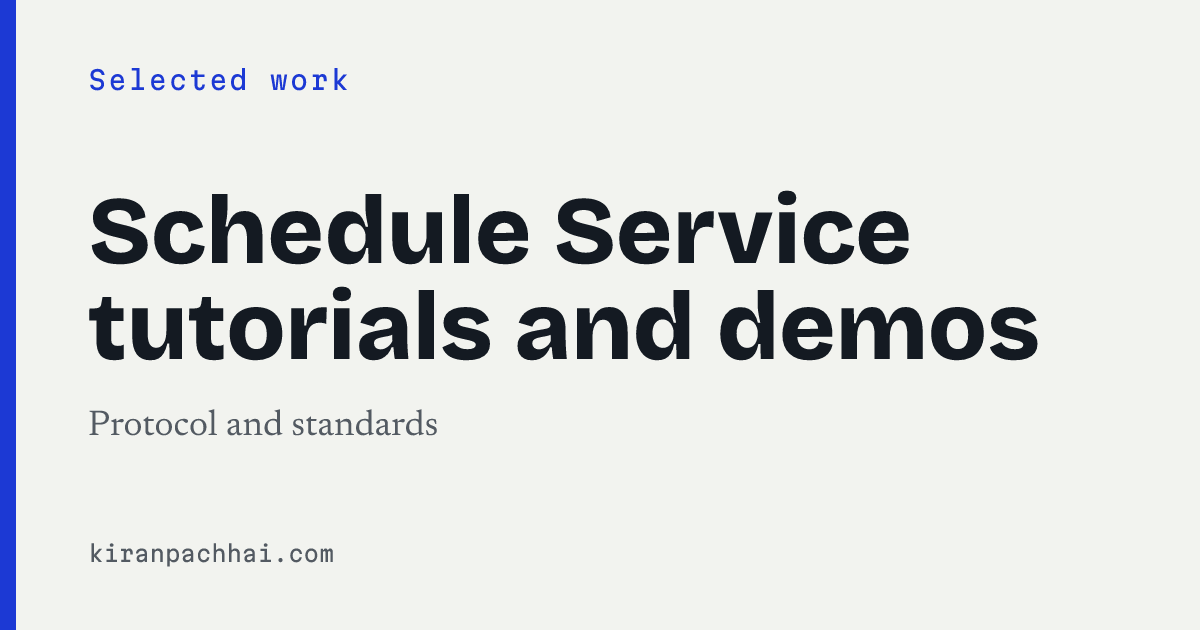 Selected work
Schedule Service
tutorials and demos
Protocol and standards
kiranpachhai.com